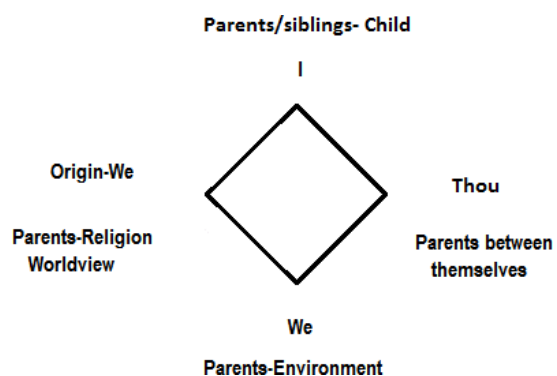 Parents/siblings- Child
I
Origin-We
Thou
Parents-Religion
Worldview
Parents between
themselves
We
Parents-Environment